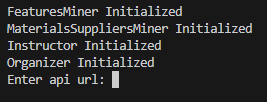 FeaturesMiner Initialized
MaterialsSuppliersMiner Initialized
Instructor Initialized
Organizer Initialized
Enter api url: